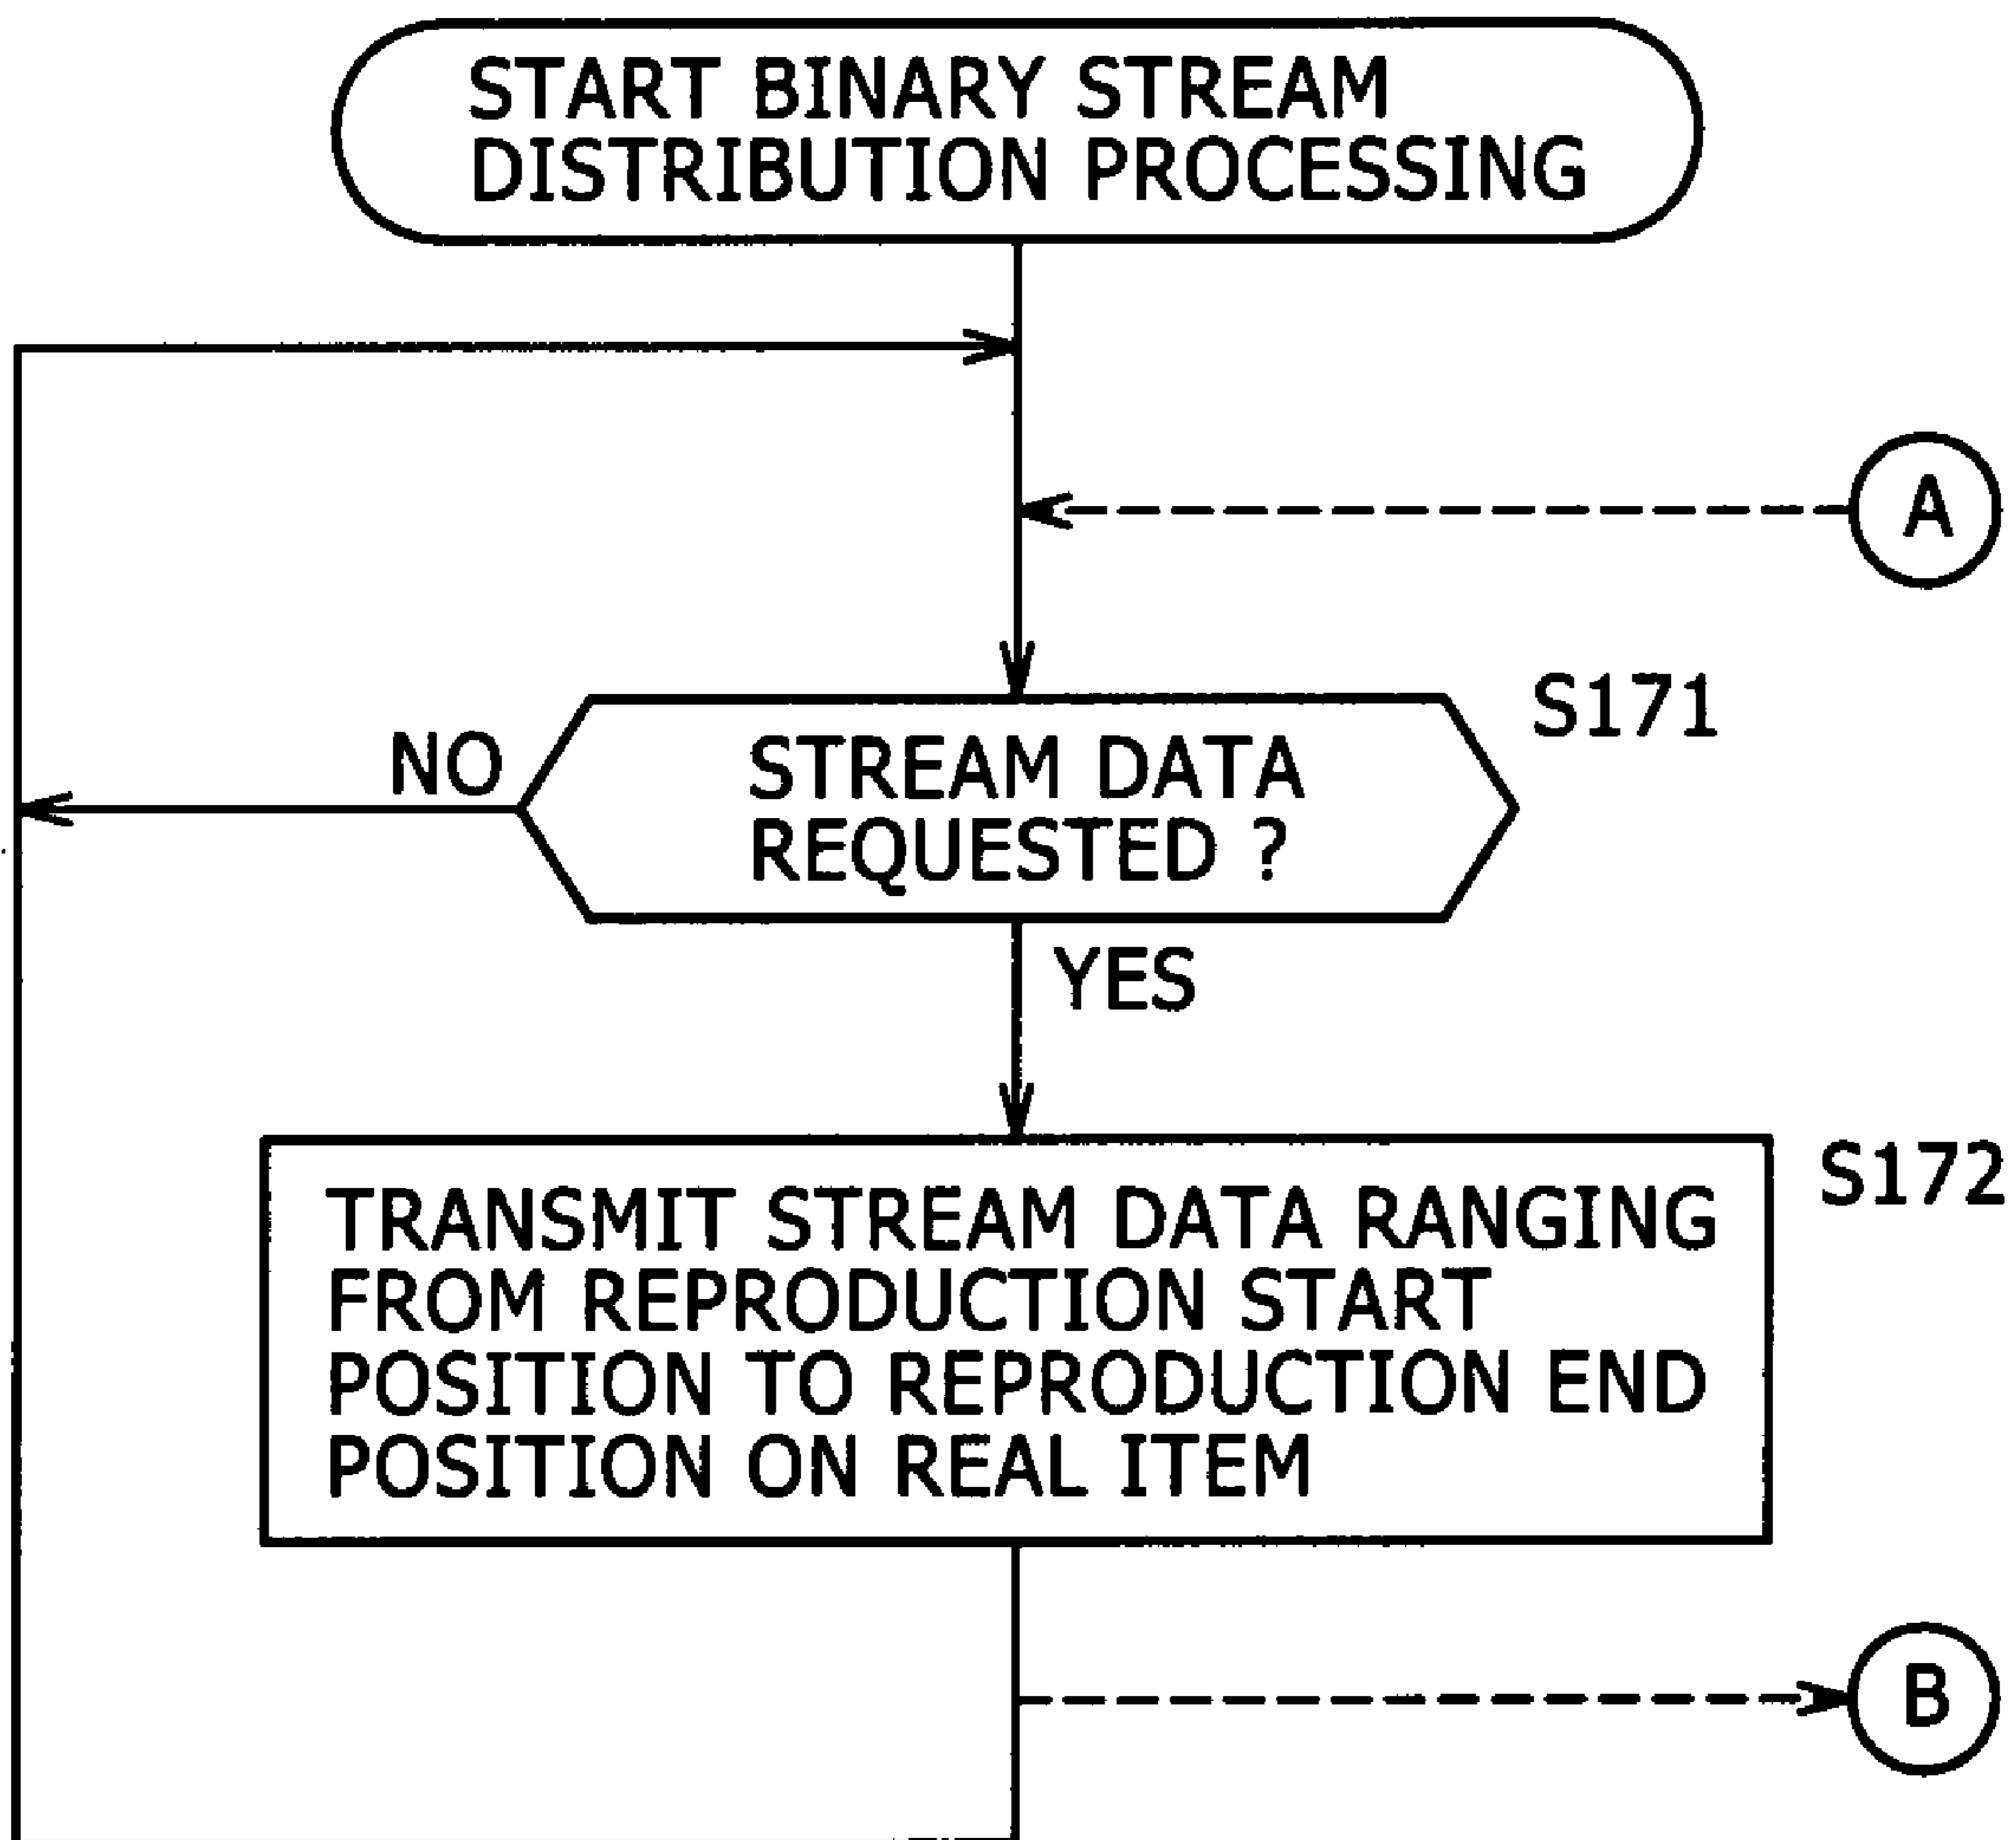 START BINARY STREAM
DISTRIBUTION PROCESSING
A
S171
NO
STREAM DATA
REQUESTED ?
YES
S172
TRANSMIT STREAM DATA RANGING
FROM REPRODUCTION START
POSITION TO REPRODUCTION END
POSITION ON REAL ITEM
B